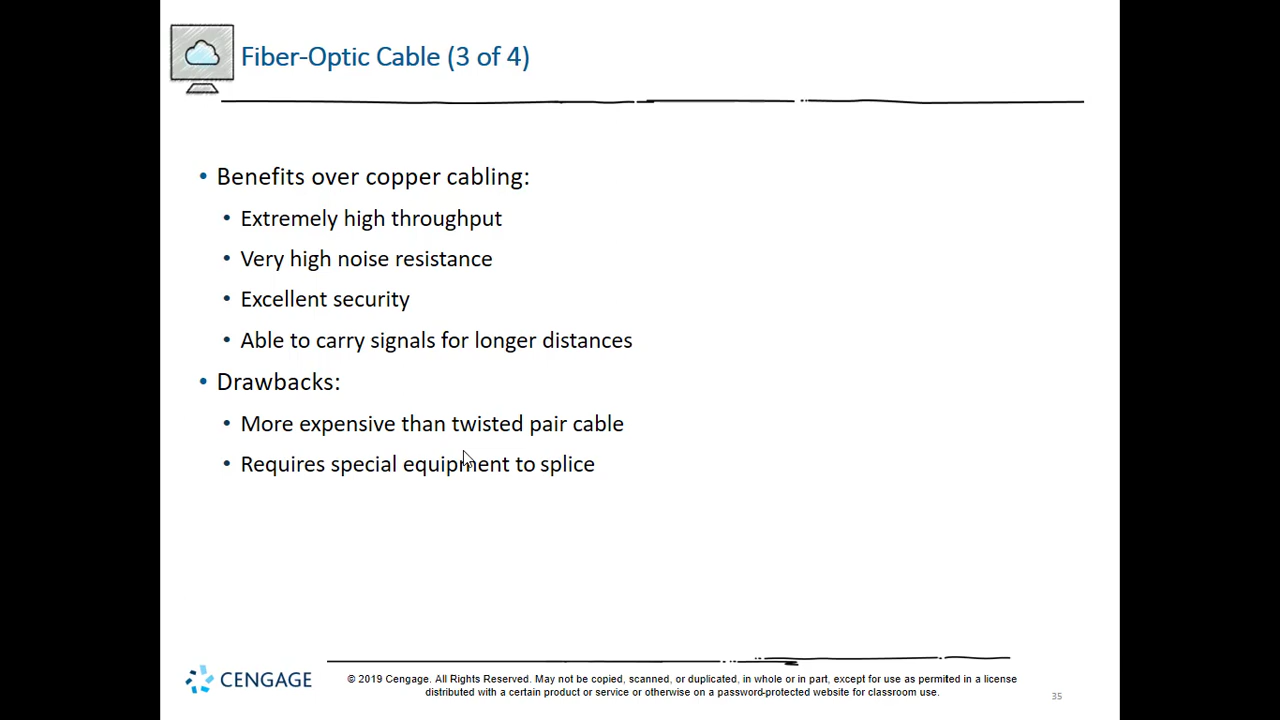 Fiber-Optic Cable (3 of 4)
• Benefits over copper cabling:
• Extremely high throughput
• Very high noise resistance
• Excellent security
• Able to carry signals for longer distances
• Drawbacks:
• More expensive than twisted pair cable
• Requires special equipment to splice
CENGAGE
© 2019 Cengage. All Rights Reserved. May not be copied, scanned, or duplicated, in whole or in part, except for use as permitted in a license
distributed with a certain product or service or otherwise on a password-protected website for classroom use.
35